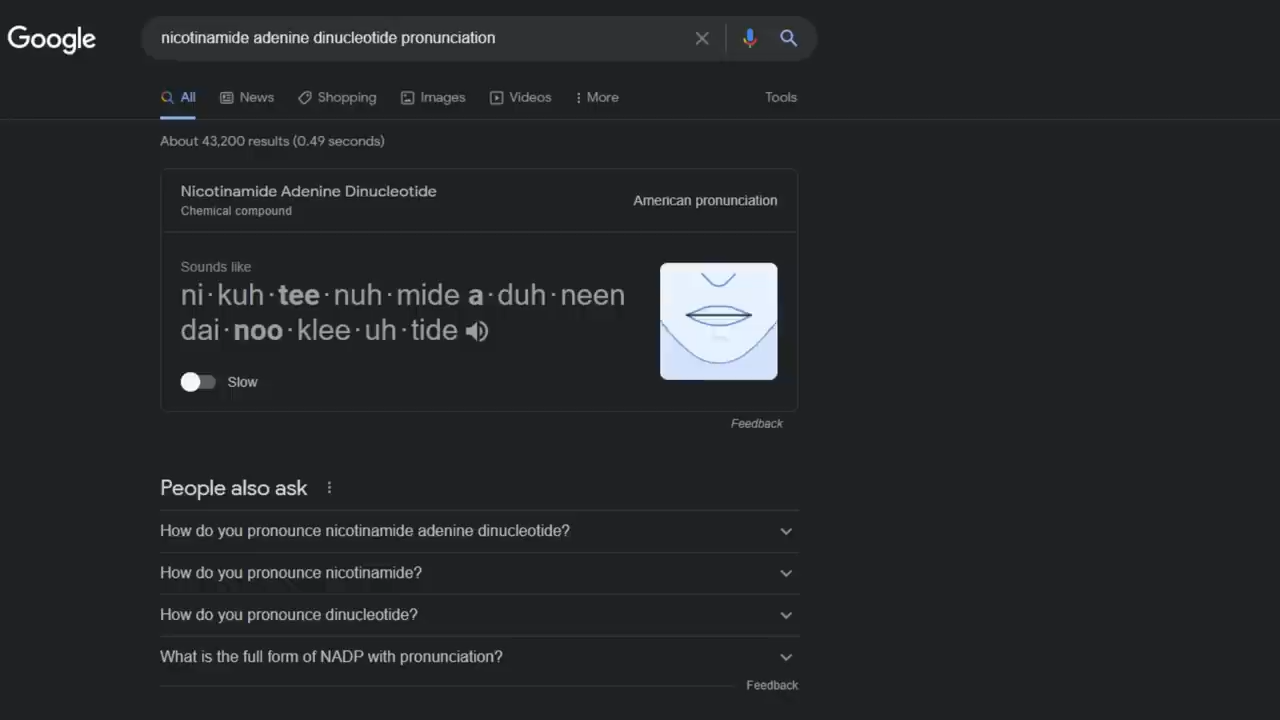 Google
nicotinamide adenine dinucleotide pronunciation
All News Shopping Images Videos More Tools
About 43,200 results (0.49 seconds)
Nicotinamide Adenine Dinucleotide
Chemical compound
American pronunciation
Sounds like
ni·kuh·tee·nuh·mide a·duh·neen
dai·noo·klee·uh·tide
Slow
Feedback
People also ask
How do you pronounce nicotinamide adenine dinucleotide?
How do you pronounce nicotinamide?
How do you pronounce dinucleotide?
What is the full form of NADP with pronunciation?
Feedback